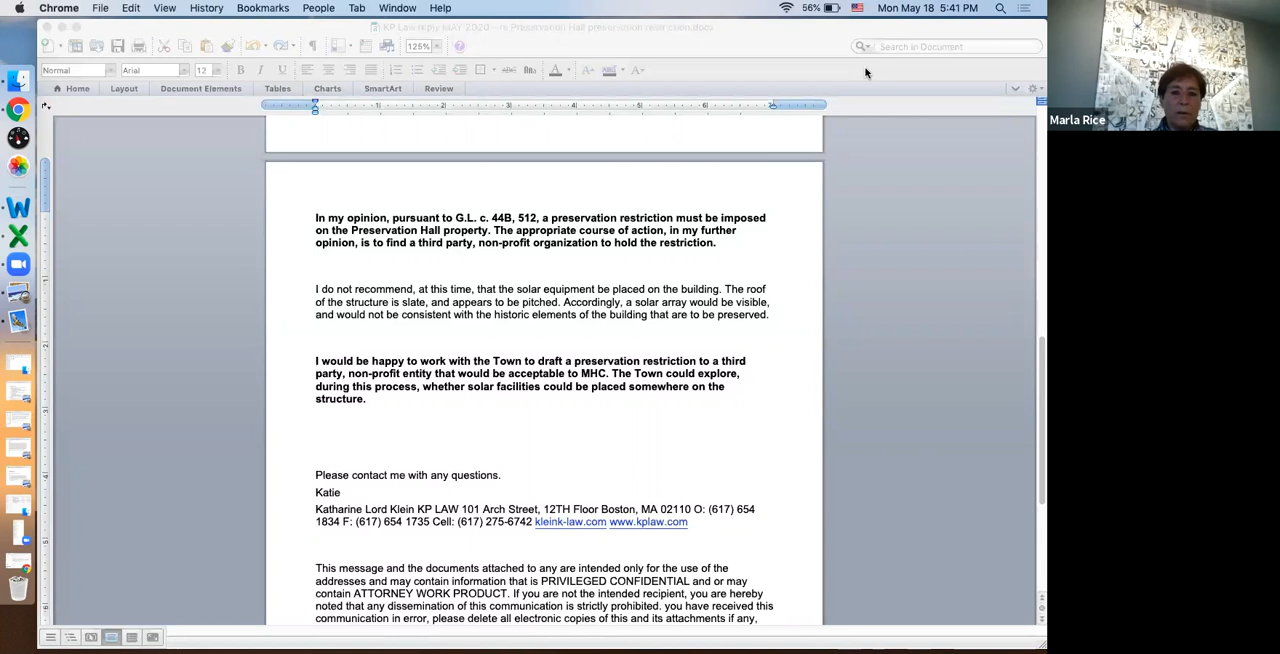 Chrome File Edit View History Bookmarks People Tab Window Help
56% Mon May 18 5:41 PM
KP Law reply MAY 2020 -- re Preservation Hall preservation restriction.docx
125%
Search in Document
Normal Arial 12
Home Layout Document Elements Tables Charts SmartArt Review
Marla Rice
In my opinion, pursuant to G.L. c. 44B, 512, a preservation restriction must be imposed
on the Preservation Hall property. The appropriate course of action, in my further
opinion, is to find a third party, non-profit organization to hold the restriction.
I do not recommend, at this time, that the solar equipment be placed on the building. The roof
of the structure is slate, and appears to be pitched. Accordingly, a solar array would be visible,
and would not be consistent with the historic elements of the building that are to be preserved.
I would be happy to work with the Town to draft a preservation restriction to a third
party, non-profit entity that would be acceptable to MHC. The Town could explore,
during this process, whether solar facilities could be placed somewhere on the
structure.
Please contact me with any questions.
Katie
Katharine Lord Klein KP LAW 101 Arch Street, 12TH Floor Boston, MA 02110 O: (617) 654
1834 F: (617) 654 1735 Cell: (617) 275-6742 kleink-law.com www.kplaw.com
This message and the documents attached to any are intended only for the use of the
addresses and may contain information that is PRIVILEGED CONFIDENTIAL and or may
contain ATTORNEY WORK PRODUCT. If you are not the intended recipient, you are hereby
noted that any dissemination of this communication is strictly prohibited. you have received this
communication in error, please delete all electronic copies of this and its attachments if any,